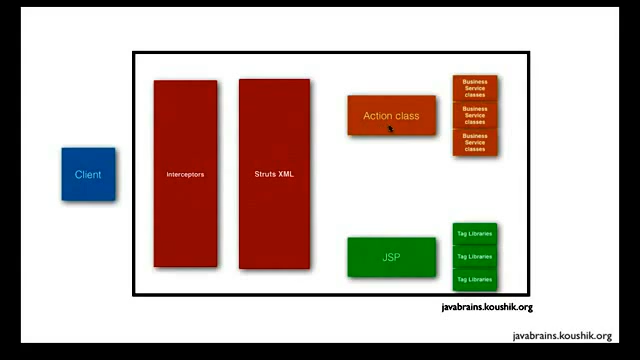 Client
Interceptors
Struts XML
Action class
Business
Service
classes
Business
Service
classes
Business
Service
classes
JSP
Tag Libraries
Tag Libraries
Tag Libraries
javabrains.koushik.org
javabrains.koushik.org